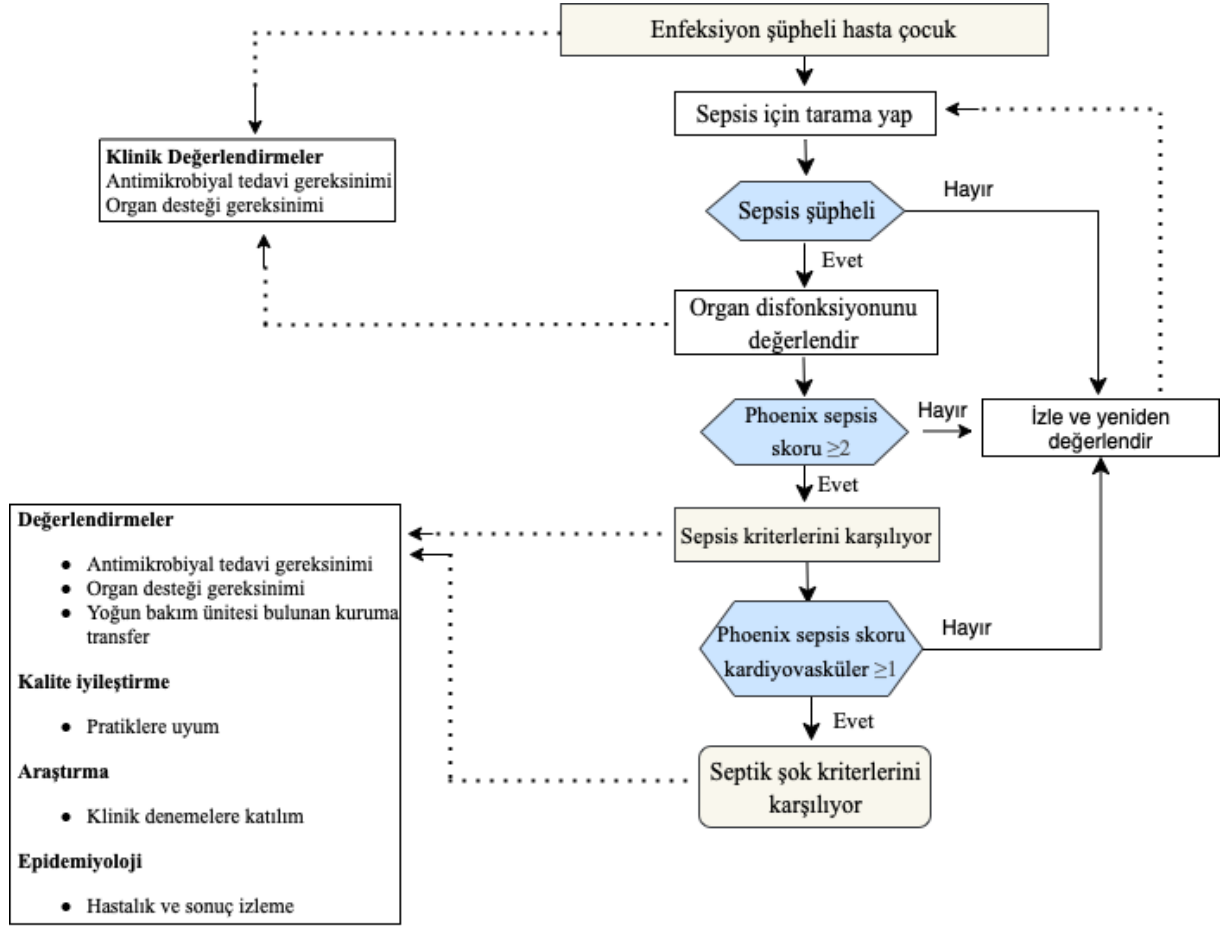 Enfeksiyon şüpheli hasta çocuk
Sepsis için tarama yap
Klinik Değerlendirmeler
Antimikrobiyal tedavi gereksinimi
Organ desteği gereksinimi
Sepsis şüpheli
Hayır
Evet
Organ disfonksiyonunu
değerlendir
Phoenix sepsis
skoru ≥2
Hayır
İzle ve yeniden
değerlendir
Evet
Sepsis kriterlerini karşılıyor
Değerlendirmeler
● Antimikrobiyal tedavi gereksinimi
● Organ desteği gereksinimi
● Yoğun bakım ünitesi bulunan kuruma
transfer
Kalite iyileştirme
● Pratiklere uyum
Araştırma
● Klinik denemelere katılım
Epidemiyoloji
● Hastalık ve sonuç izleme
Phoenix sepsis skoru
kardiyovasküler ≥1
Hayır
Evet
Septik şok kriterlerini
karşılıyor